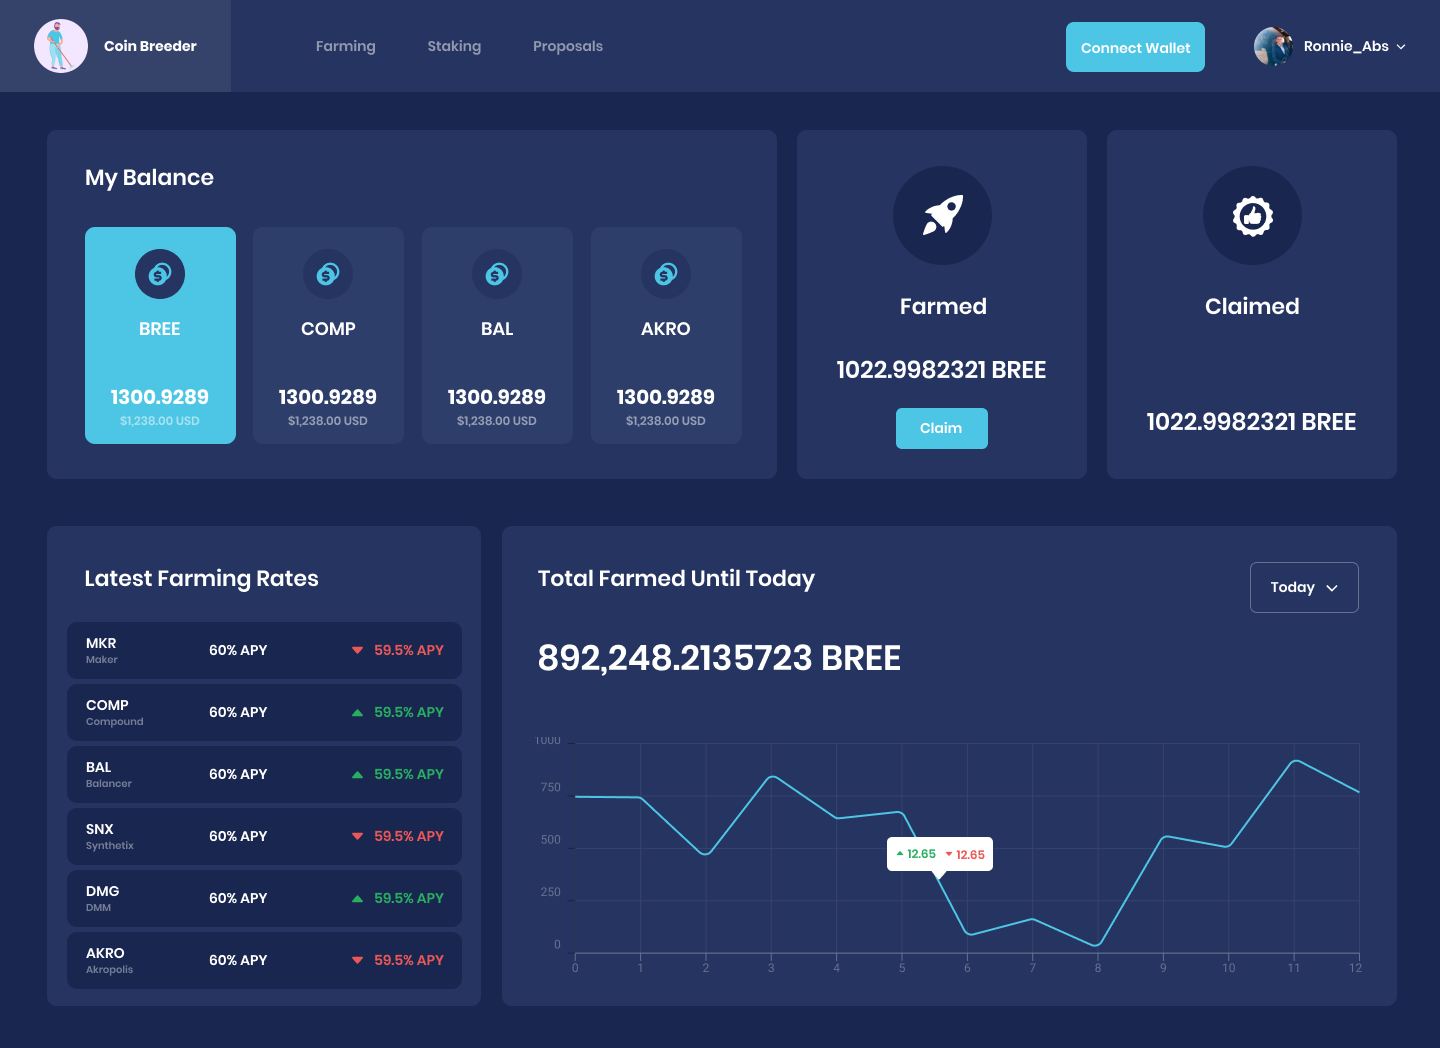 Coin Breeder
Farming
Staking
Proposals
Connect Wallet
Ronnie_Abs
My Balance
BREE
1300.9289
$1,238.00 USD
COMP
1300.9289
$1,238.00 USD
BAL
1300.9289
$1,238.00 USD
AKRO
1300.9289
$1,238.00 USD
Farmed
1022.9982321 BREE
Claim
Claimed
1022.9982321 BREE
Latest Farming Rates
MKR 60% APY 59.5% APY
Maker
COMP 60% APY 59.5% APY
Compound
BAL 60% APY 59.5% APY
Balancer
SNX 60% APY 59.5% APY
Synthetix
DMG 60% APY 59.5% APY
DMM
AKRO 60% APY 59.5% APY
Akropolis
Total Farmed Until Today
Today
892,248.2135723 BREE
1000
750
500
250
0
12.65 12.65
0 1 2 3 4 5 6 7 8 9 10 11 12